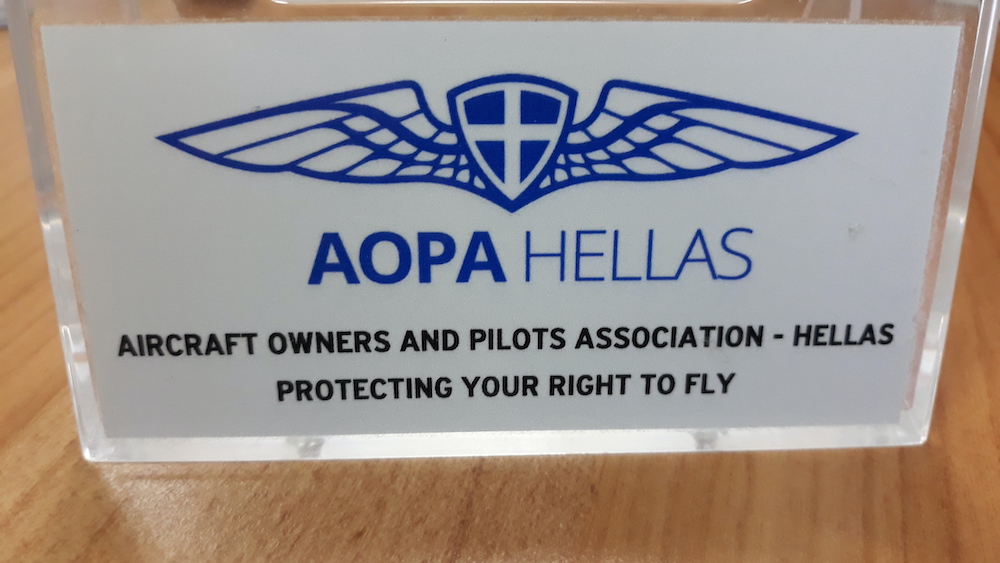 AOPA HELLAS
AIRCRAFT OWNERS AND PILOTS ASSOCIATION - HELLAS
PROTECTING YOUR RIGHT TO FLY